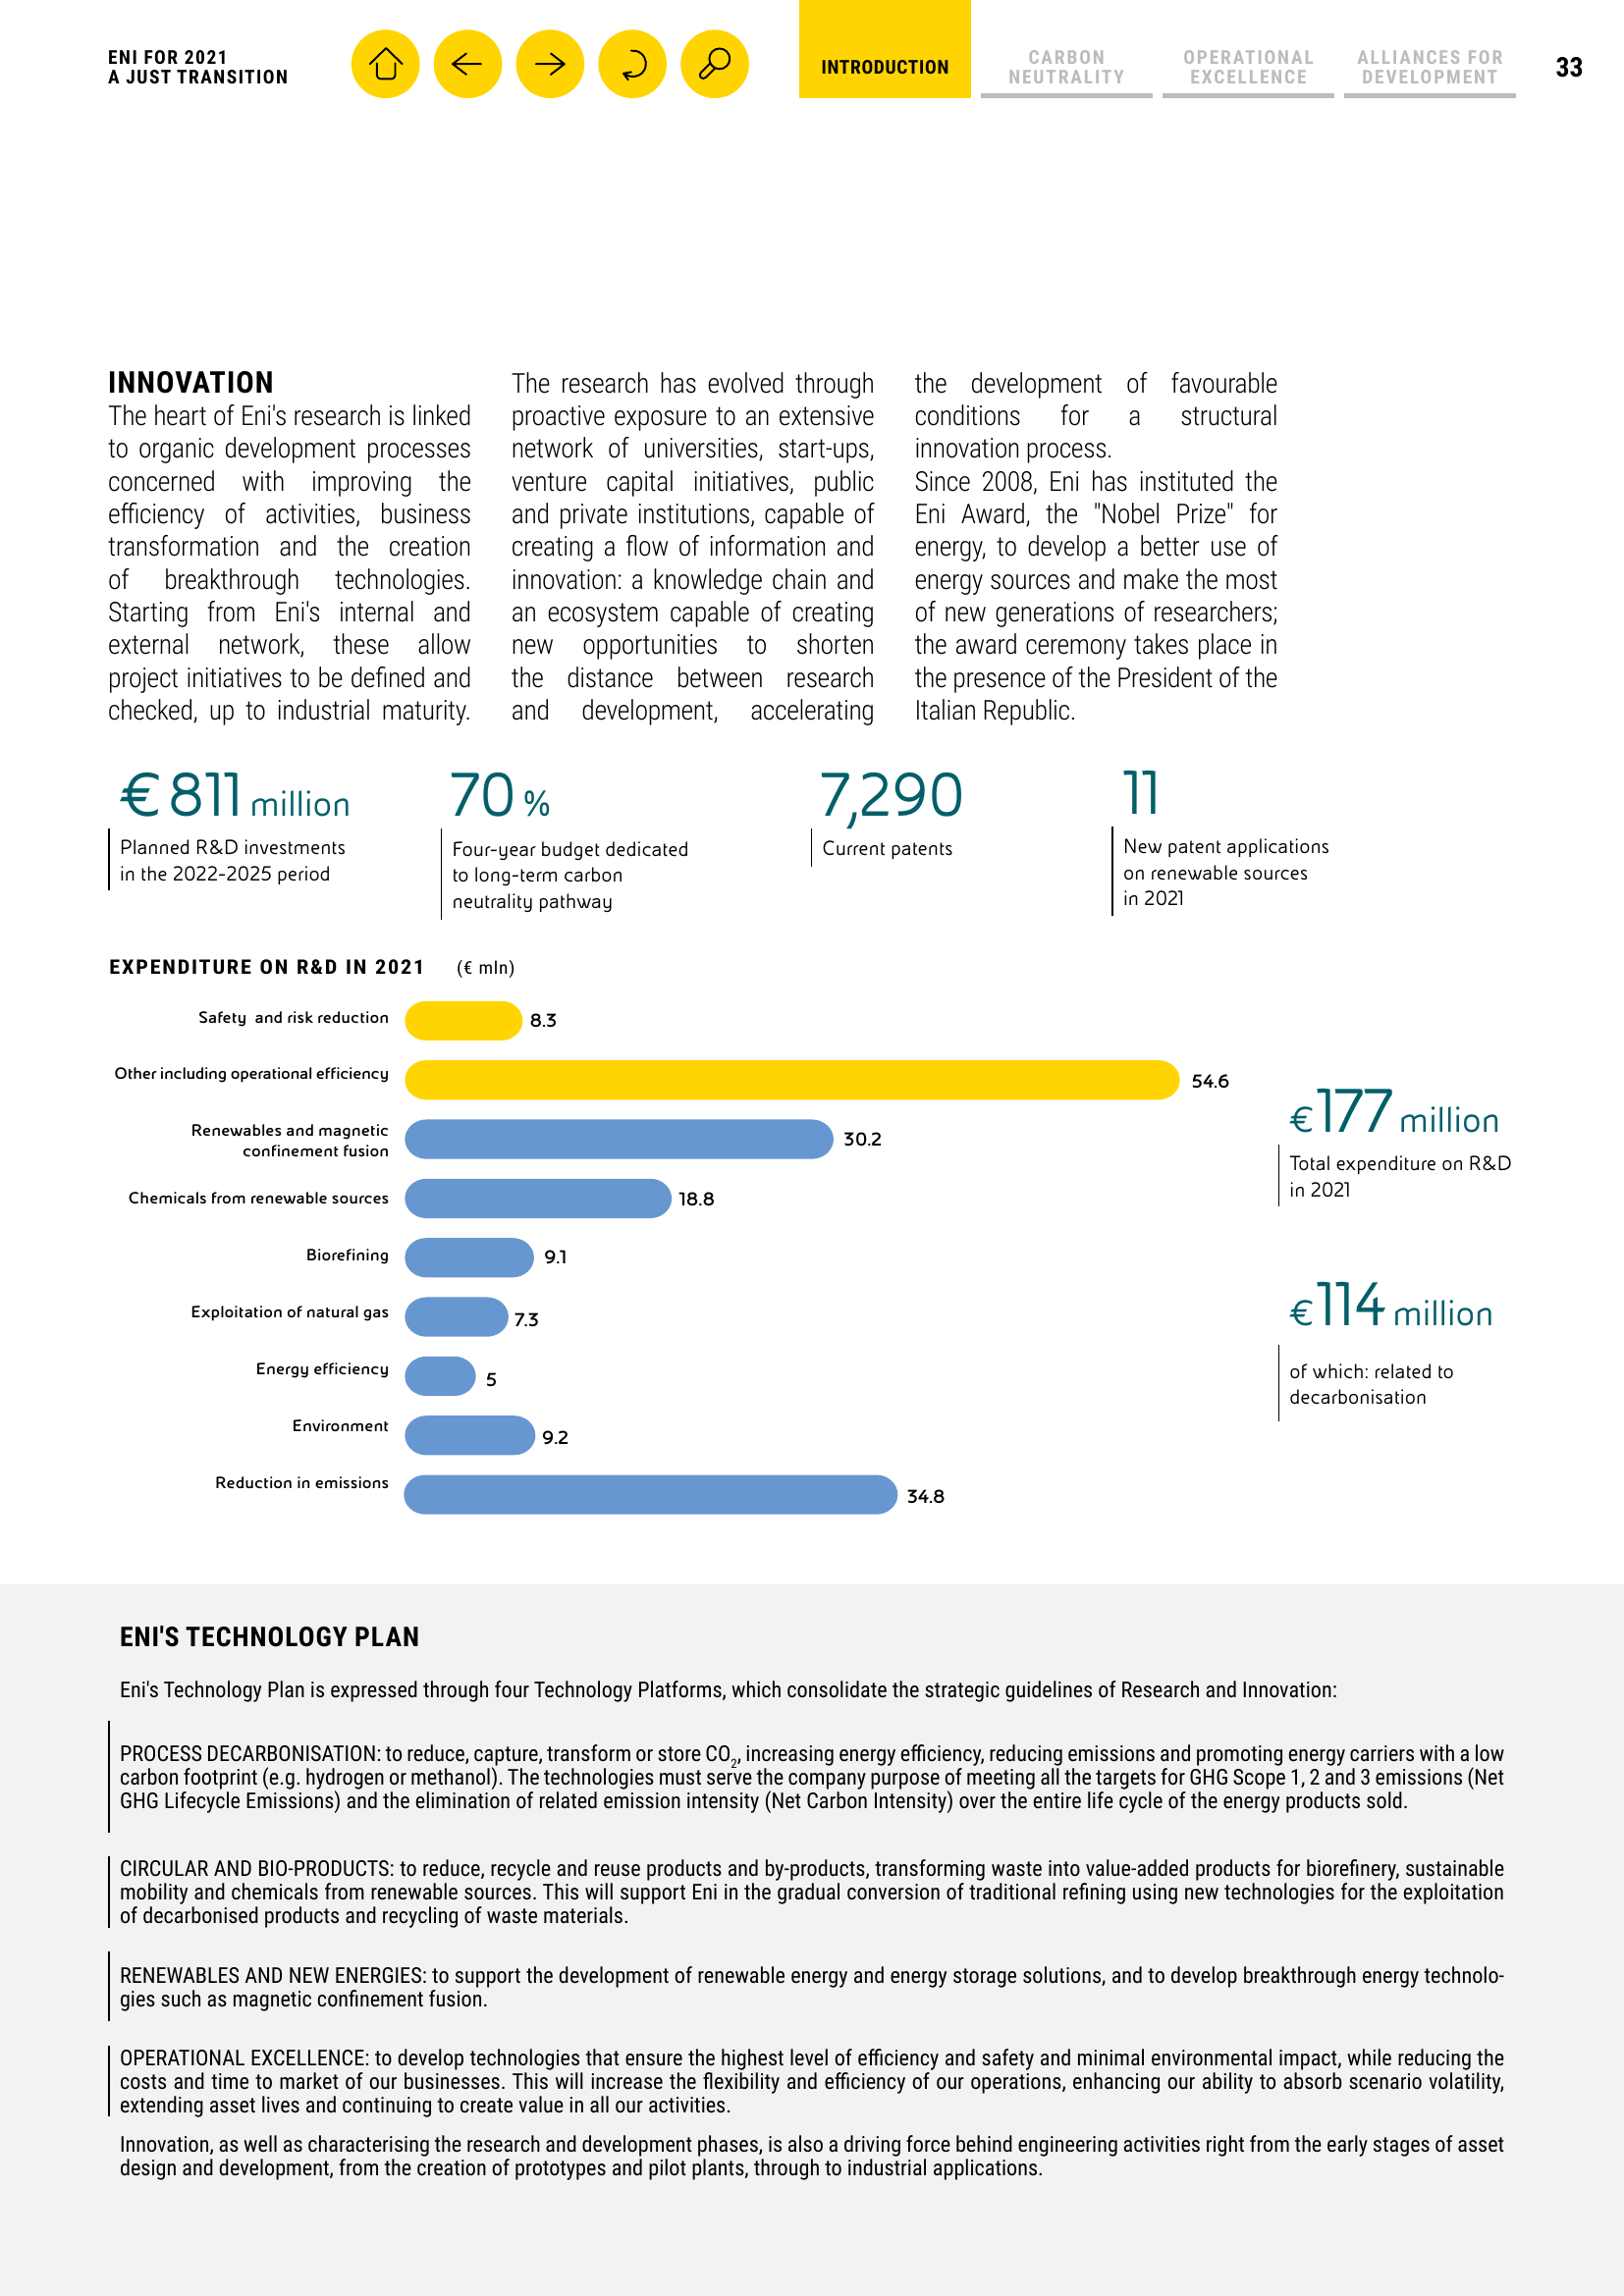 ENI FOR 2021
A JUST TRANSITION
INTRODUCTION
CARBON
NEUTRALITY
OPERATIONAL
EXCELLENCE
ALLIANCES FOR
DEVELOPMENT
33
INNOVATION
The heart of Eni's research is linked
to organic development processes
concerned with improving the
efficiency of activities, business
transformation and the creation
of breakthrough technologies.
Starting from Eni's internal and
external network, these allow
project initiatives to be defined and
checked, up to industrial maturity.
The research has evolved through
proactive exposure to an extensive
network of universities, start-ups,
venture capital initiatives, public
and private institutions, capable of
creating a flow of information and
innovation: a knowledge chain and
an ecosystem capable of creating
new opportunities to shorten
the distance between research
and development, accelerating
the development of favourable
conditions for a structural
innovation process.
Since 2008, Eni has instituted the
Eni Award, the "Nobel Prize" for
energy, to develop a better use of
energy sources and make the most
of new generations of researchers;
the award ceremony takes place in
the presence of the President of the
Italian Republic.
€ 811 million
Planned R&D investments
in the 2022-2025 period
70 %
Four-year budget dedicated
to long-term carbon
neutrality pathway
7,290
Current patents
11
New patent applications
on renewable sources
in 2021
EXPENDITURE ON R&D IN 2021 (€ mln)
Safety and risk reduction 8.3
Other including operational efficiency 54.6
Renewables and magnetic
confinement fusion 30.2
Chemicals from renewable sources 18.8
Biorefining 9.1
Exploitation of natural gas 7.3
Energy efficiency 5
Environment 9.2
Reduction in emissions 34.8
€177 million
Total expenditure on R&D
in 2021
€114 million
of which: related to
decarbonisation
ENI'S TECHNOLOGY PLAN
Eni's Technology Plan is expressed through four Technology Platforms, which consolidate the strategic guidelines of Research and Innovation:
PROCESS DECARBONISATION: to reduce, capture, transform or store CO₂, increasing energy efficiency, reducing emissions and promoting energy carriers with a low
carbon footprint (e.g. hydrogen or methanol). The technologies must serve the company purpose of meeting all the targets for GHG Scope 1, 2 and 3 emissions (Net
GHG Lifecycle Emissions) and the elimination of related emission intensity (Net Carbon Intensity) over the entire life cycle of the energy products sold.
CIRCULAR AND BIO-PRODUCTS: to reduce, recycle and reuse products and by-products, transforming waste into value-added products for biorefinery, sustainable
mobility and chemicals from renewable sources. This will support Eni in the gradual conversion of traditional refining using new technologies for the exploitation
of decarbonised products and recycling of waste materials.
RENEWABLES AND NEW ENERGIES: to support the development of renewable energy and energy storage solutions, and to develop breakthrough energy technolo-
gies such as magnetic confinement fusion.
OPERATIONAL EXCELLENCE: to develop technologies that ensure the highest level of efficiency and safety and minimal environmental impact, while reducing the
costs and time to market of our businesses. This will increase the flexibility and efficiency of our operations, enhancing our ability to absorb scenario volatility,
extending asset lives and continuing to create value in all our activities.
Innovation, as well as characterising the research and development phases, is also a driving force behind engineering activities right from the early stages of asset
design and development, from the creation of prototypes and pilot plants, through to industrial applications.